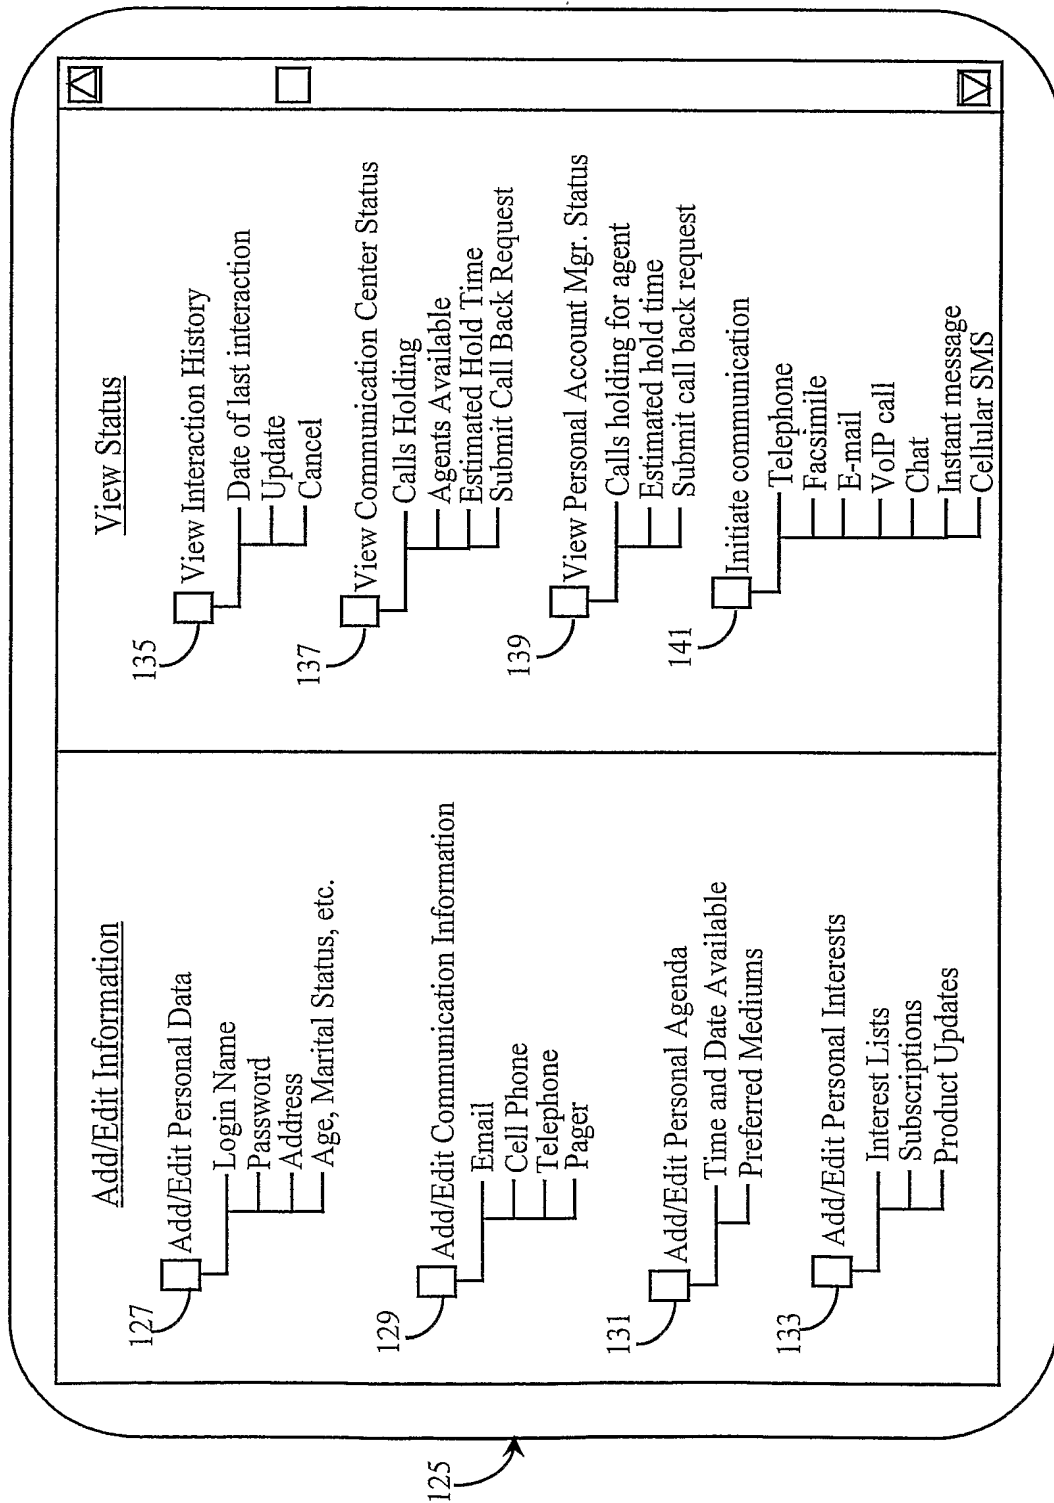 Add/Edit Information
127
Add/Edit Personal Data
Login Name
Password
Address
Age, Marital Status, etc.
129
Add/Edit Communication Information
Email
Cell Phone
Telephone
Pager
131
Add/Edit Personal Agenda
Time and Date Available
Preferred Mediums
133
Add/Edit Personal Interests
Interest Lists
Subscriptions
Product Updates
View Status
135
View Interaction History
Date of last interaction
Update
Cancel
137
View Communication Center Status
Calls Holding
Agents Available
Estimated Hold Time
Submit Call Back Request
139
View Personal Account Mgr. Status
Calls holding for agent
Estimated hold time
Submit call back request
141
Initiate communication
Telephone
Facsimile
E-mail
VoIP call
Chat
Instant message
Cellular SMS
125